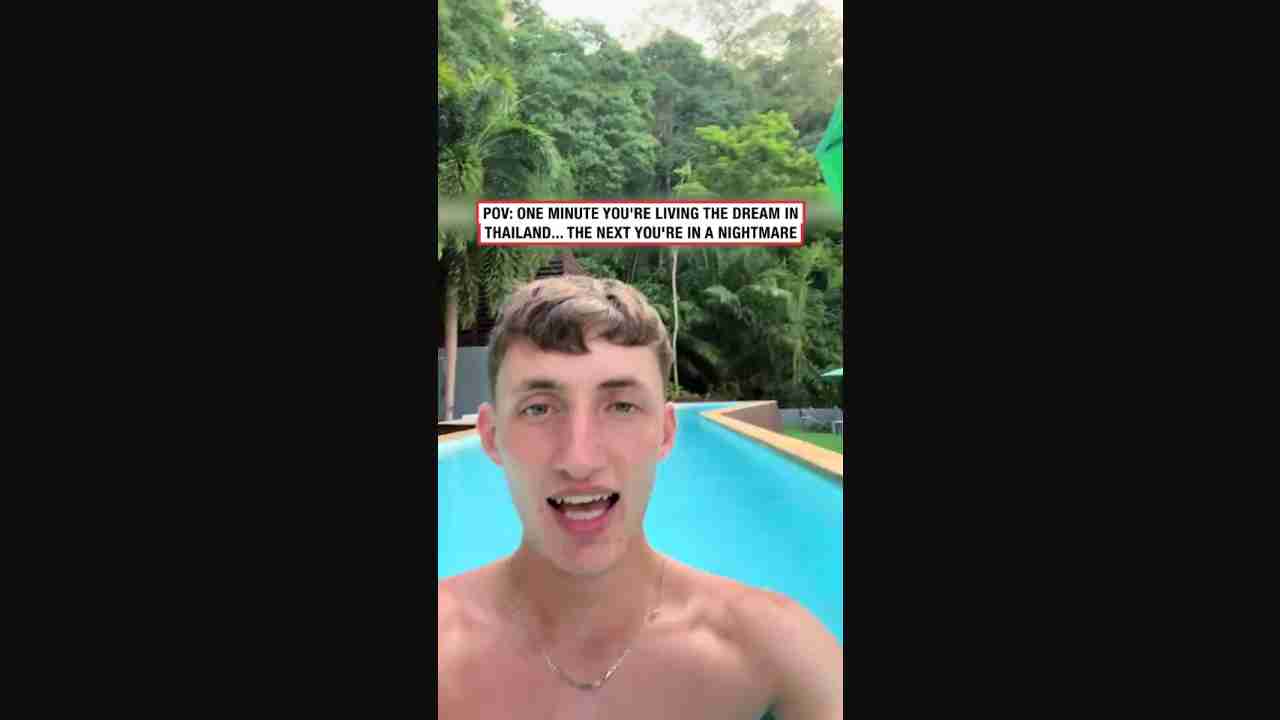 POV: ONE MINUTE YOU'RE LIVING THE DREAM IN
THAILAND... THE NEXT YOU'RE IN A NIGHTMARE